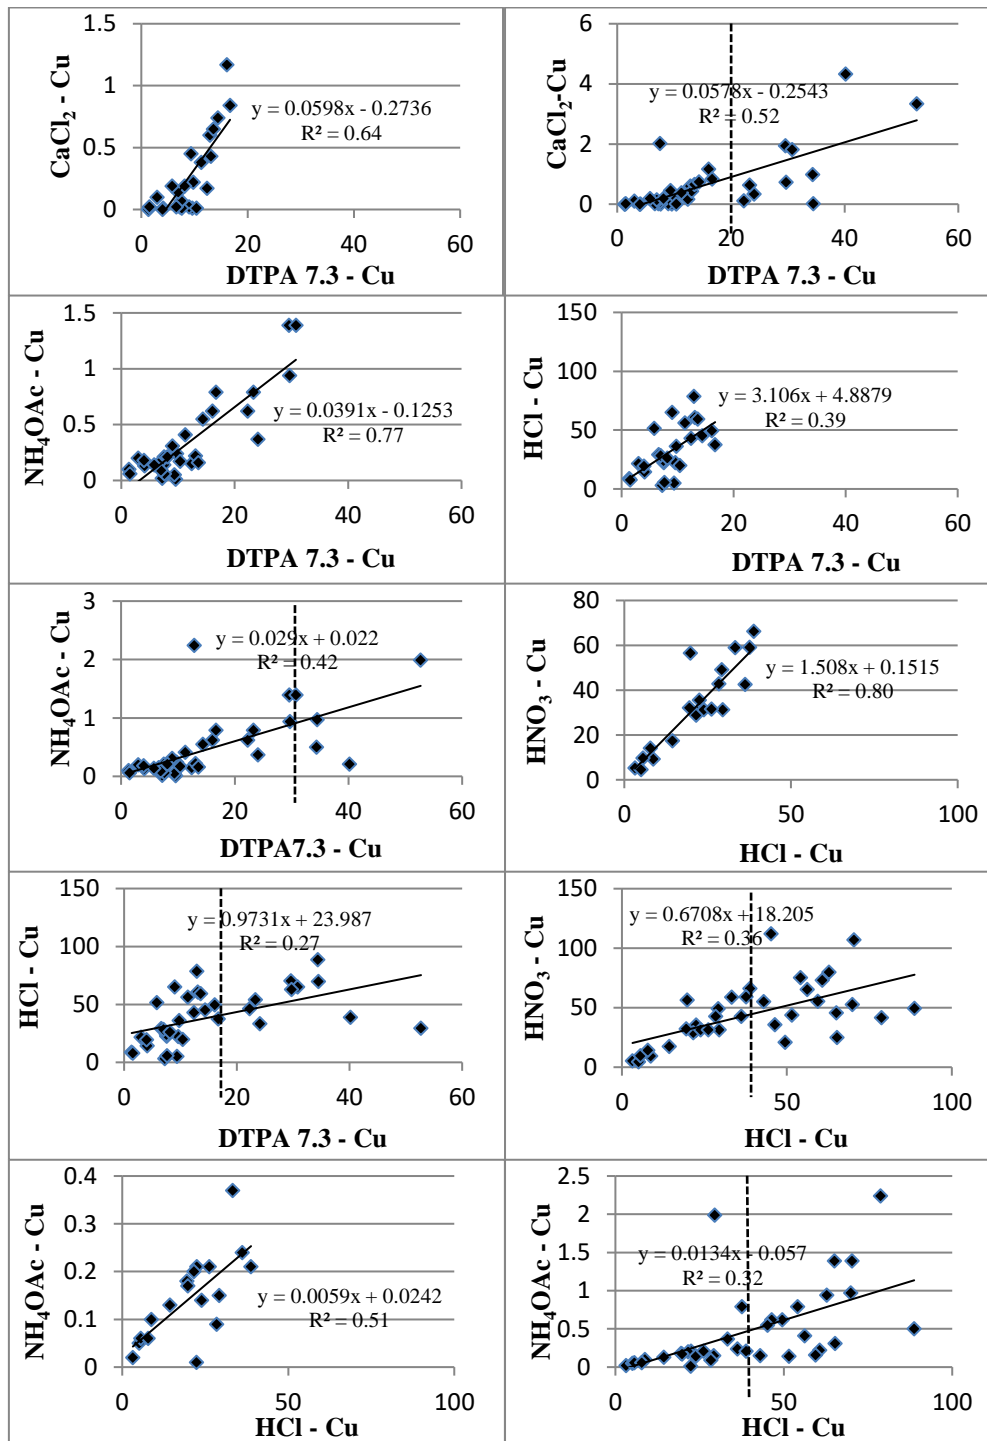 CaCl₂ - Cu
1.5
1
0.5
0
y = 0.0598x - 0.2736
R² = 0.64
0 20 40 60
DTPA 7.3 - Cu
CaCl₂-Cu
6
4
2
0
y = 0.0578x - 0.2543
R² = 0.52
0 20 40 60
DTPA 7.3 - Cu
NH₄OAc - Cu
1.5
1
0.5
0
y = 0.0391x - 0.1253
R² = 0.77
0 20 40 60
DTPA 7.3 - Cu
HCl - Cu
150
100
50
0
y = 3.106x + 4.8879
R² = 0.39
0 20 40 60
DTPA 7.3 - Cu
NH₄OAc - Cu
3
2
1
0
y = 0.029x + 0.022
R² = 0.42
0 20 40 60
DTPA7.3 - Cu
HNO₃ - Cu
80
60
40
20
0
y = 1.508x + 0.1515
R² = 0.80
0 50 100
HCl - Cu
HCl - Cu
150
100
50
0
y = 0.9731x + 23.987
R² = 0.27
0 20 40 60
DTPA 7.3 - Cu
HNO₃ - Cu
150
100
50
0
y = 0.6708x + 18.205
R² = 0.36
0 50 100
HCl - Cu
NH₄OAc - Cu
0.4
0.3
0.2
0.1
0
y = 0.0059x + 0.0242
R² = 0.51
0 50 100
HCl - Cu
NH₄OAc - Cu
2.5
2
1.5
1
0.5
0
y = 0.0134x - 0.057
R² = 0.32
0 50 100
HCl - Cu